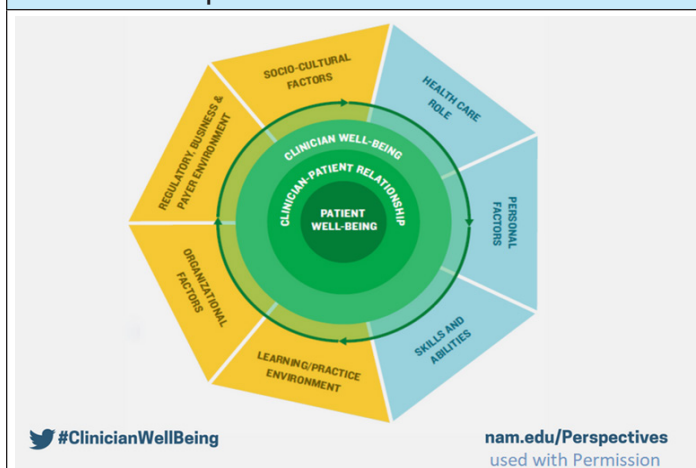 SOCIO-CULTURAL
FACTORS
HEALTH CARE
ROLE
PERSONAL
FACTORS
SKILLS AND
ABILITIES
LEARNING/PRACTICE
ENVIRONMENT
ORGANIZATIONAL
FACTORS
REGULATORY, BUSINESS &
PAYER ENVIRONMENT
CLINICIAN WELL-BEING
CLINICIAN-PATIENT RELATIONSHIP
PATIENT
WELL-BEING
#ClinicianWellBeing
nam.edu/Perspectives
used with Permission